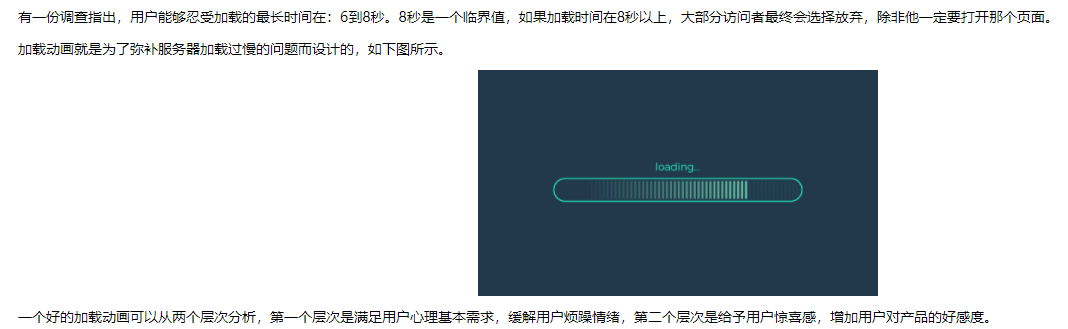 有一份调查指出，用户能够忍受加载的最长时间在：6到8秒。8秒是一个临界值，如果加载时间在8秒以上，大部分访问者最终会选择放弃，除非他一定要打开那个页面。
加载动画就是为了弥补服务器加载过慢的问题而设计的，如下图所示。
loading...
一个好的加载动画可以从两个层次分析，第一个层次是满足用户心理基本需求，缓解用户烦躁情绪，第二个层次是给予用户惊喜感，增加用户对产品的好感度。